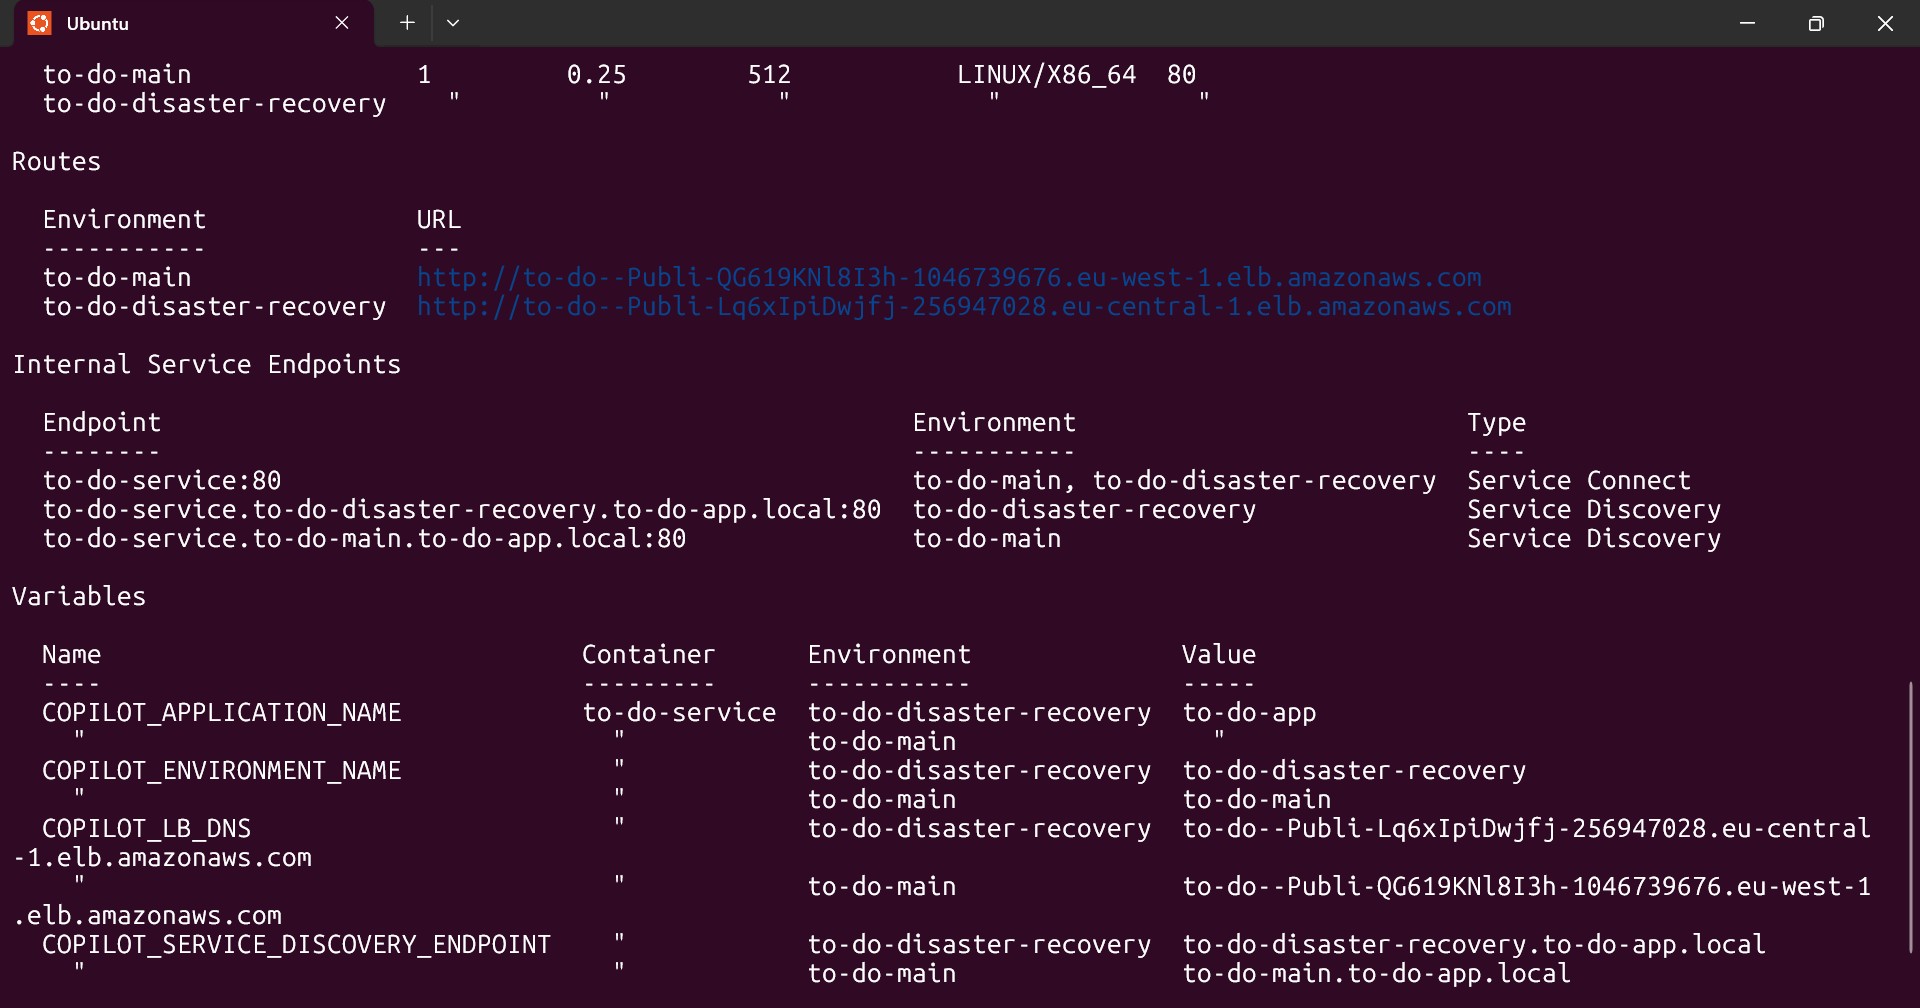 Ubuntu
to-do-main 1 0.25 512 LINUX/X86_64 80
to-do-disaster-recovery " " " " "
Routes
Environment URL
----------- ---
to-do-main http://to-do--Publi-QG619KNl8I3h-1046739676.eu-west-1.elb.amazonaws.com
to-do-disaster-recovery http://to-do--Publi-Lq6xIpiDwjfj-256947028.eu-central-1.elb.amazonaws.com
Internal Service Endpoints
Endpoint Environment Type
-------- ----------- ----
to-do-service:80 to-do-main, to-do-disaster-recovery Service Connect
to-do-service.to-do-disaster-recovery.to-do-app.local:80 to-do-disaster-recovery Service Discovery
to-do-service.to-do-main.to-do-app.local:80 to-do-main Service Discovery
Variables
Name Container Environment Value
---- --------- ----------- -----
COPILOT_APPLICATION_NAME to-do-service to-do-disaster-recovery to-do-app
" " to-do-main "
COPILOT_ENVIRONMENT_NAME " to-do-disaster-recovery to-do-disaster-recovery
" " to-do-main to-do-main
COPILOT_LB_DNS " to-do-disaster-recovery to-do--Publi-Lq6xIpiDwjfj-256947028.eu-central
-1.elb.amazonaws.com
" " to-do-main to-do--Publi-QG619KNl8I3h-1046739676.eu-west-1
.elb.amazonaws.com
COPILOT_SERVICE_DISCOVERY_ENDPOINT " to-do-disaster-recovery to-do-disaster-recovery.to-do-app.local
" " to-do-main to-do-main.to-do-app.local